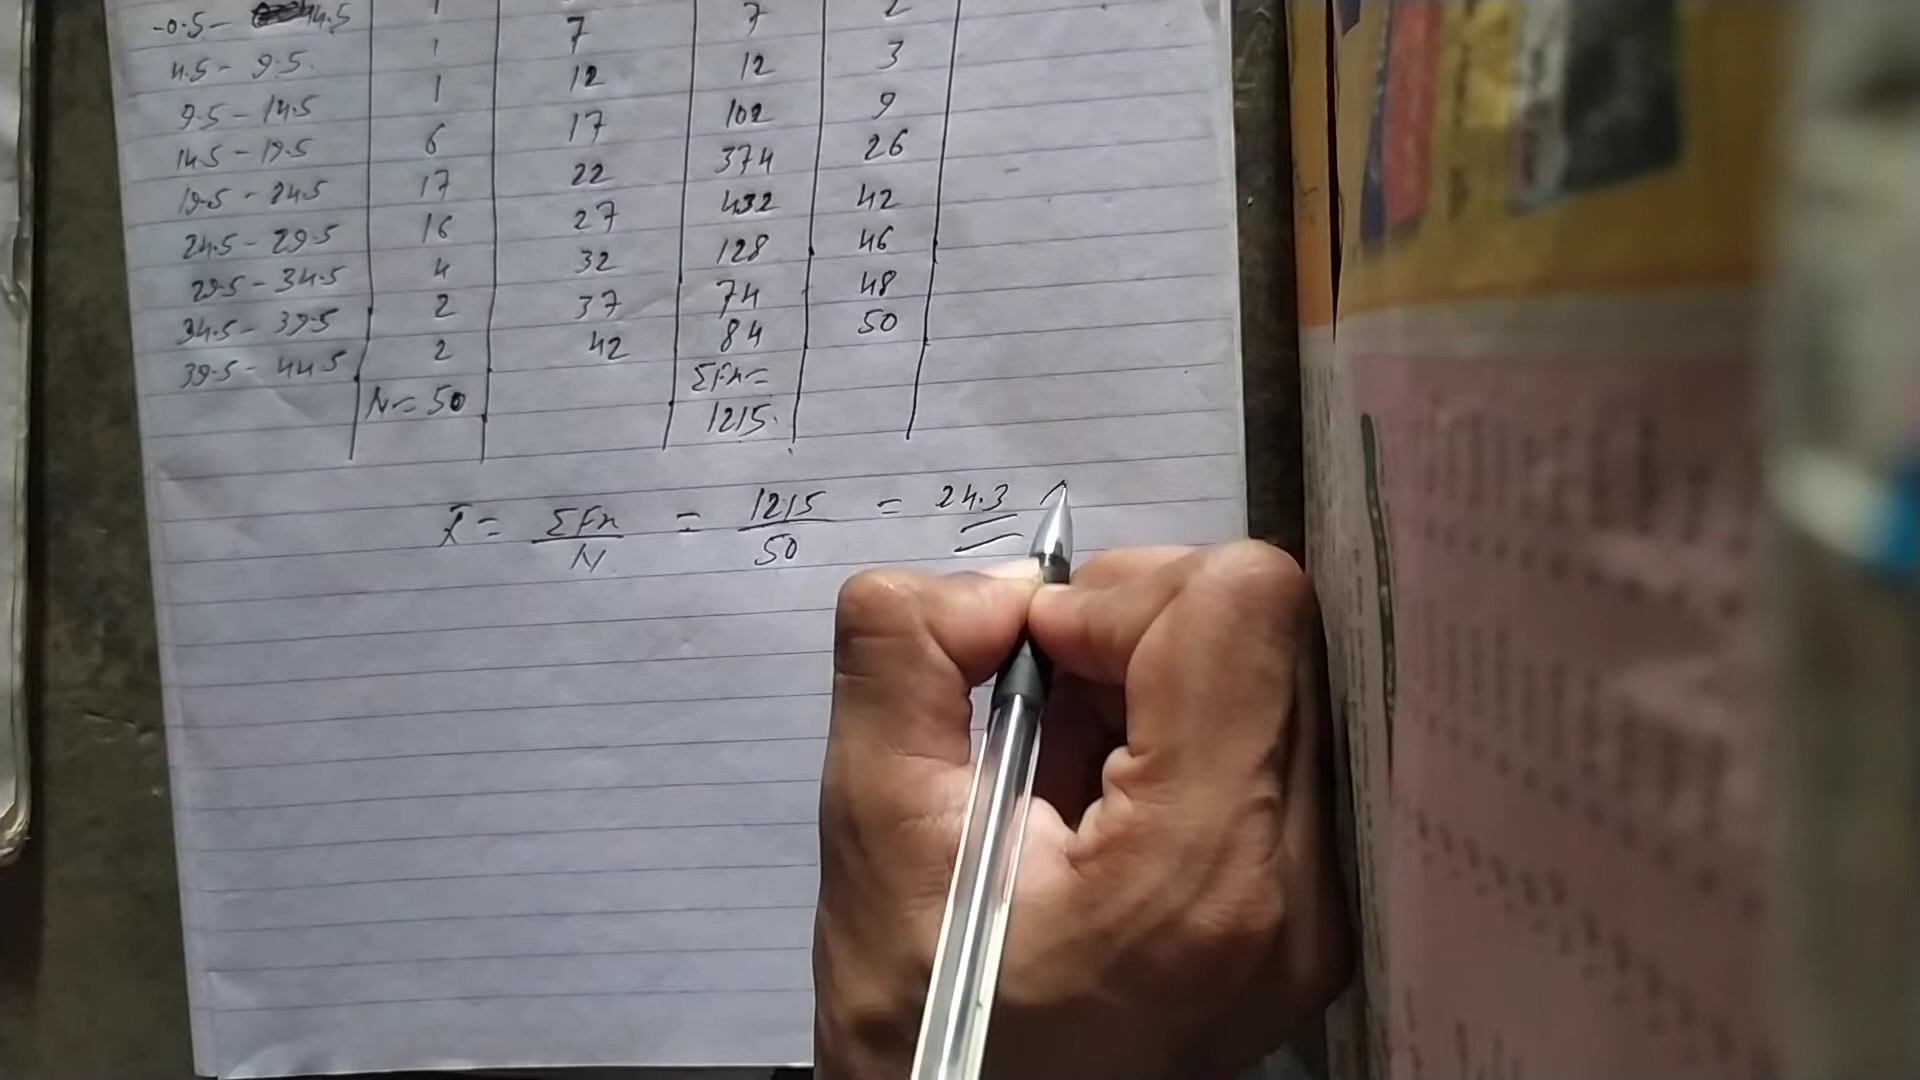 -0.5 - 44.5 1 2
4.5 - 9.5. 1 7 7 3
9.5 - 14.5 1 12 12 9
14.5 - 19.5 6 17 102 26
19.5 - 24.5 17 22 374 42
24.5 - 29.5 16 27 432 46
29.5 - 34.5 4 32 128 48
34.5 - 39.5 2 37 74 50
39.5 - 44.5 2 42 84
N = 50 Σfx =
1215.
x̄ = Σfx / N = 1215 / 50 = 24.3